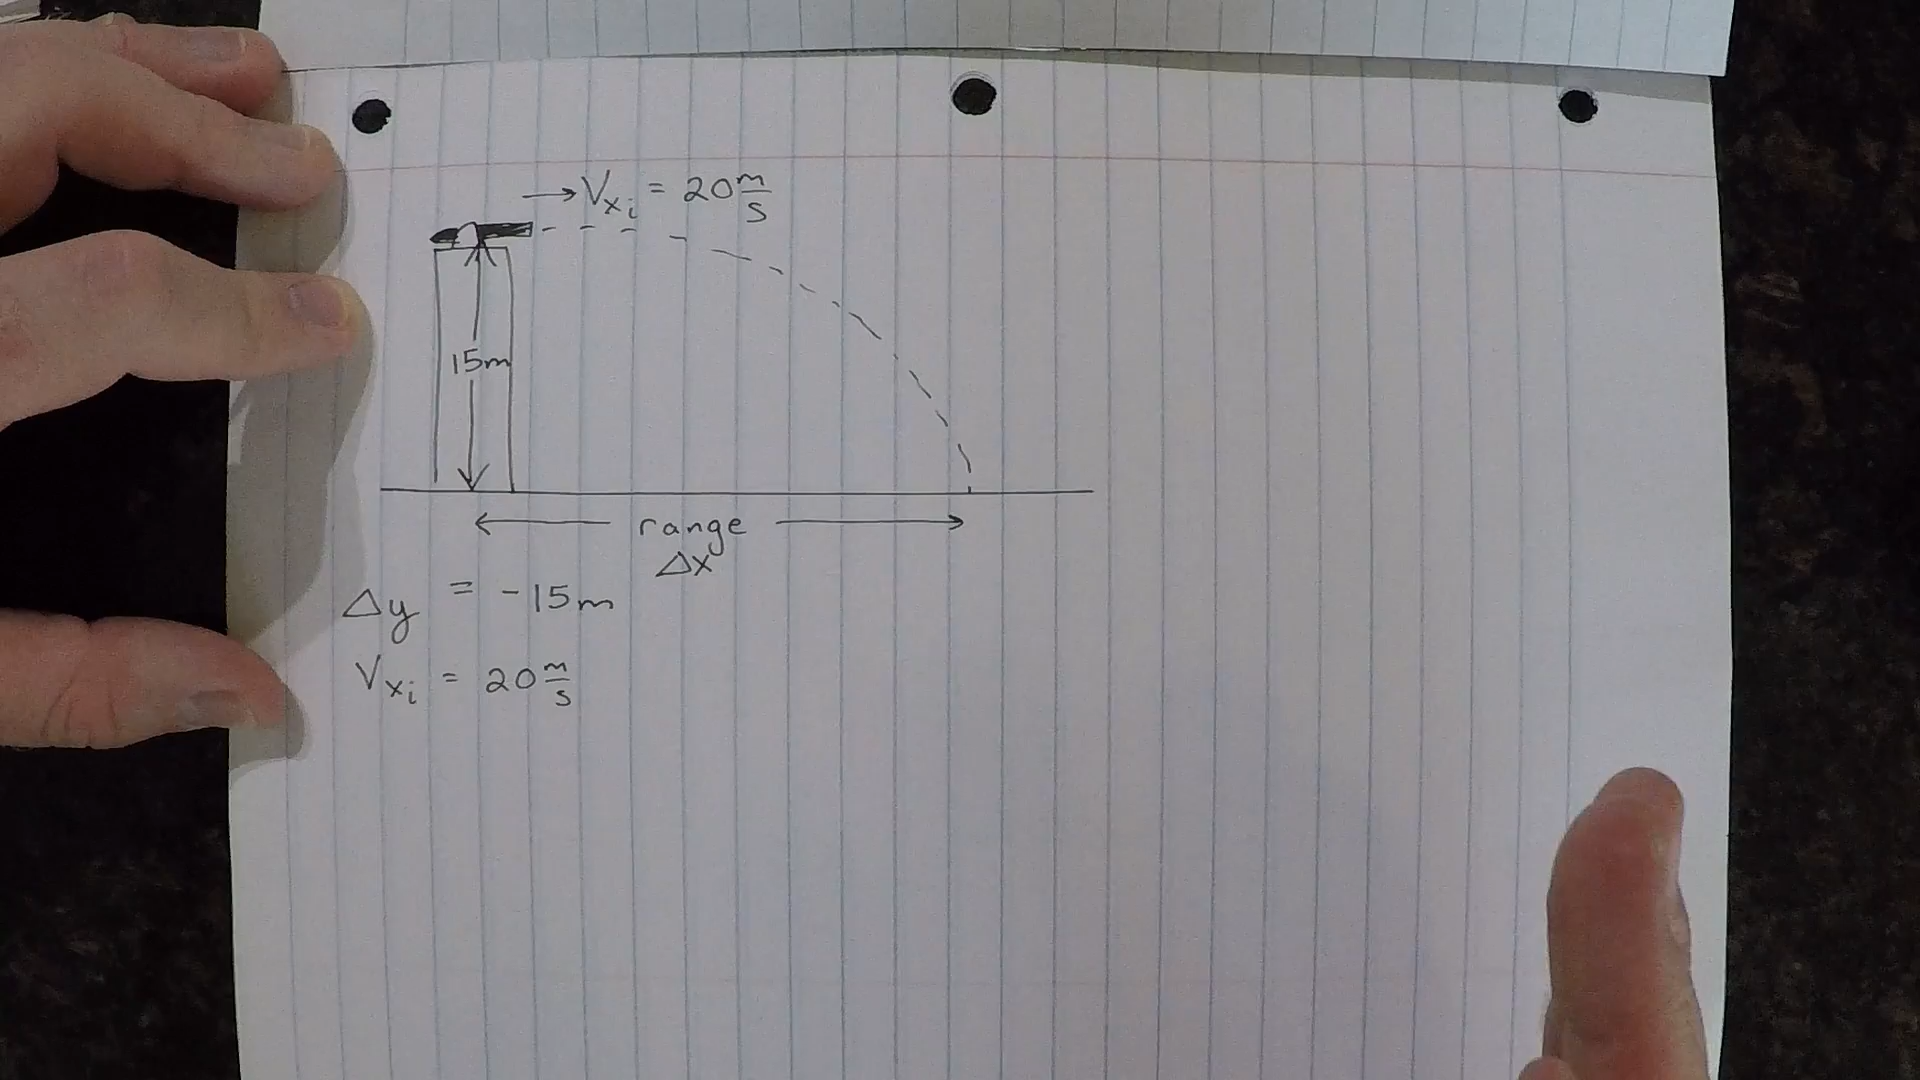 → Vxi = 20 m/s
15m
range
Δx
Δy = -15m
Vxi = 20 m/s